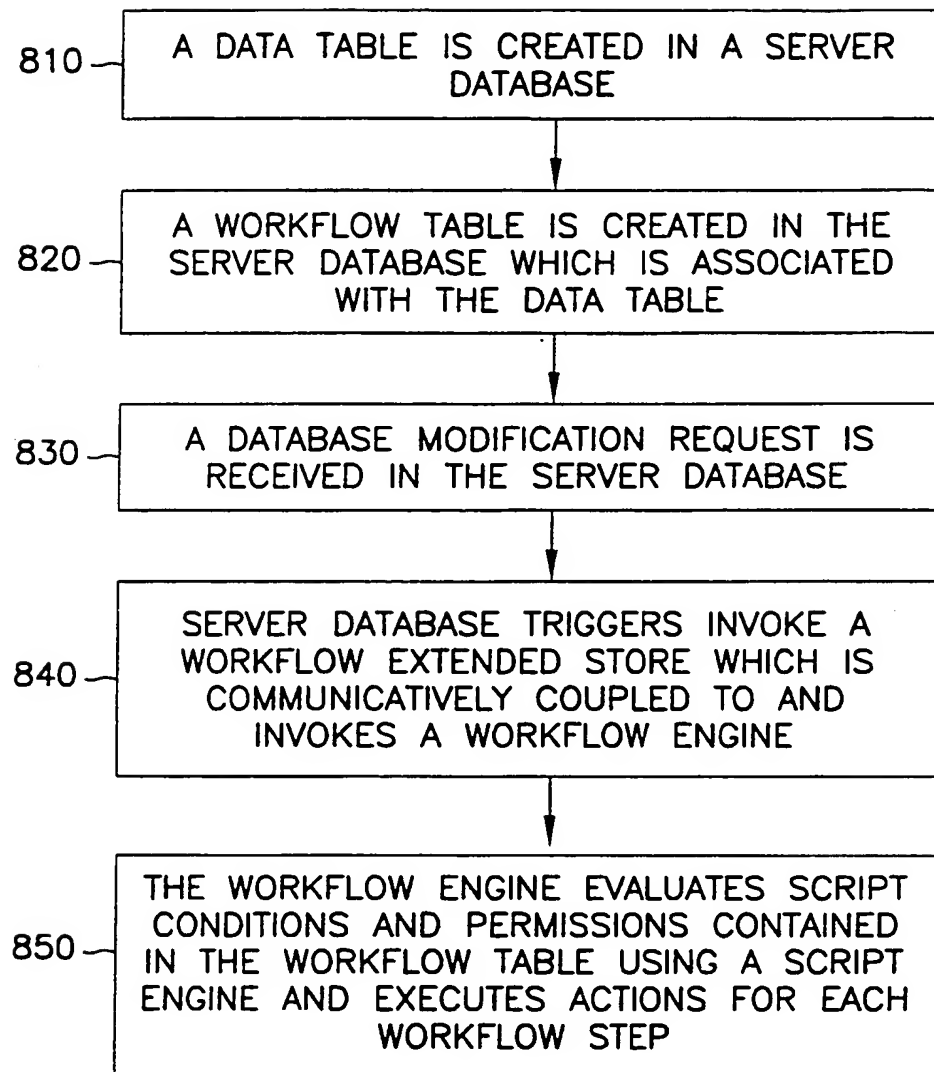 810
A DATA TABLE IS CREATED IN A SERVER
DATABASE
820
A WORKFLOW TABLE IS CREATED IN THE
SERVER DATABASE WHICH IS ASSOCIATED
WITH THE DATA TABLE
830
A DATABASE MODIFICATION REQUEST IS
RECEIVED IN THE SERVER DATABASE
840
SERVER DATABASE TRIGGERS INVOKE A
WORKFLOW EXTENDED STORE WHICH IS
COMMUNICATIVELY COUPLED TO AND
INVOKES A WORKFLOW ENGINE
850
THE WORKFLOW ENGINE EVALUATES SCRIPT
CONDITIONS AND PERMISSIONS CONTAINED
IN THE WORKFLOW TABLE USING A SCRIPT
ENGINE AND EXECUTES ACTIONS FOR EACH
WORKFLOW STEP